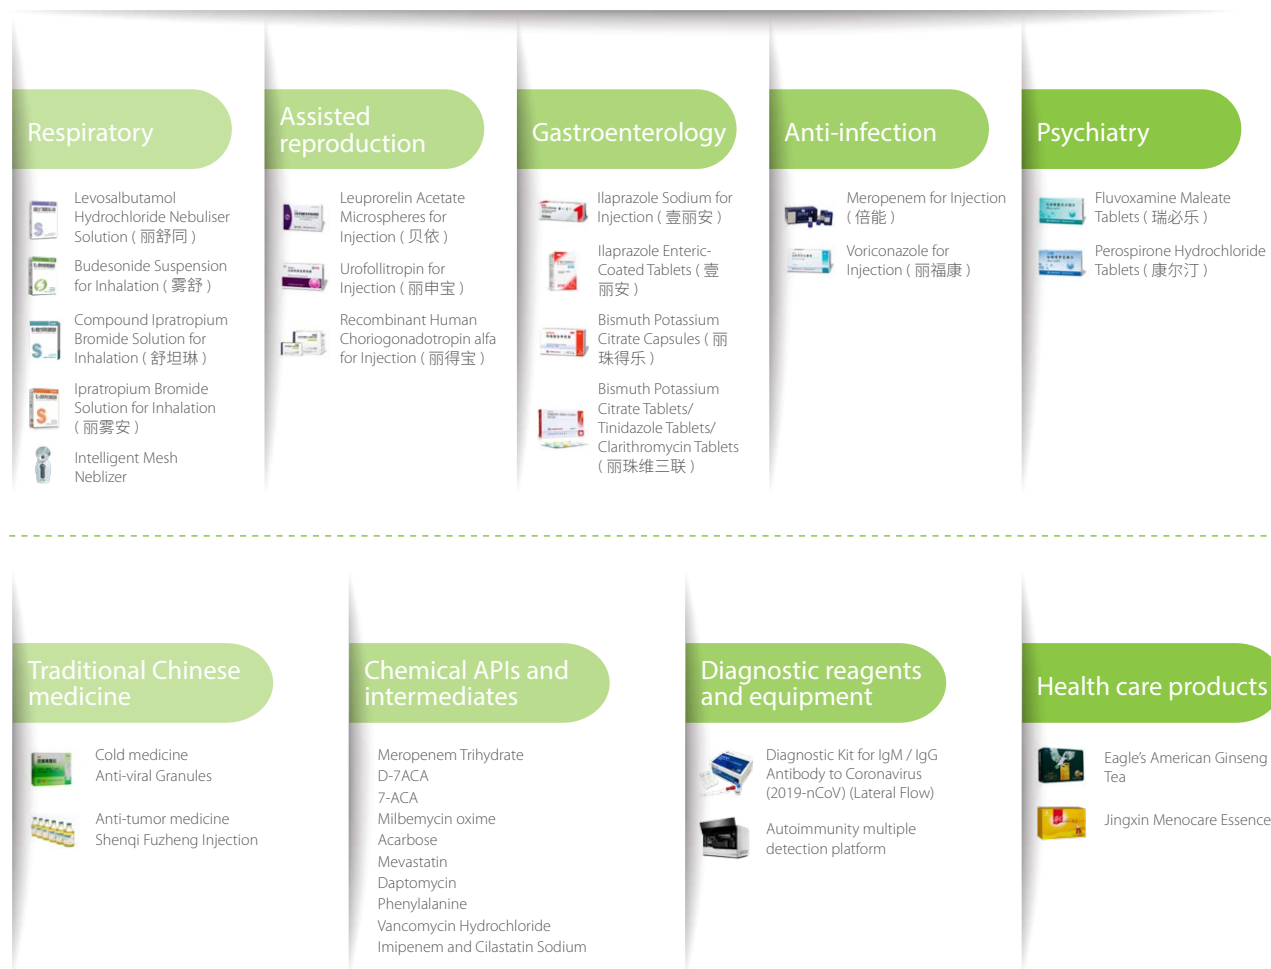 Respiratory
Levosalbutamol
Hydrochloride Nebuliser
Solution ( 丽舒同 )
Budesonide Suspension
for Inhalation ( 雾舒 )
Compound Ipratropium
Bromide Solution for
Inhalation ( 舒坦琳 )
Ipratropium Bromide
Solution for Inhalation
( 丽雾安 )
Intelligent Mesh
Neblizer
Assisted
reproduction
Leuprorelin Acetate
Microspheres for
Injection ( 贝依 )
Urofollitropin for
Injection ( 丽申宝 )
Recombinant Human
Choriogonadotropin alfa
for Injection ( 丽得宝 )
Gastroenterology
Ilaprazole Sodium for
Injection ( 壹丽安 )
Ilaprazole Enteric-
Coated Tablets ( 壹
丽安 )
Bismuth Potassium
Citrate Capsules ( 丽
珠得乐 )
Bismuth Potassium
Citrate Tablets/
Tinidazole Tablets/
Clarithromycin Tablets
( 丽珠维三联 )
Anti-infection
Meropenem for Injection
( 倍能 )
Voriconazole for
Injection ( 丽福康 )
Psychiatry
Fluvoxamine Maleate
Tablets ( 瑞必乐 )
Perospirone Hydrochloride
Tablets ( 康尔汀 )
Traditional Chinese
medicine
Cold medicine
Anti-viral Granules
Anti-tumor medicine
Shenqi Fuzheng Injection
Chemical APIs and
intermediates
Meropenem Trihydrate
D-7ACA
7-ACA
Milbemycin oxime
Acarbose
Mevastatin
Daptomycin
Phenylalanine
Vancomycin Hydrochloride
Imipenem and Cilastatin Sodium
Diagnostic reagents
and equipment
Diagnostic Kit for IgM / IgG
Antibody to Coronavirus
(2019-nCoV) (Lateral Flow)
Autoimmunity multiple
detection platform
Health care products
Eagle's American Ginseng
Tea
Jingxin Menocare Essence